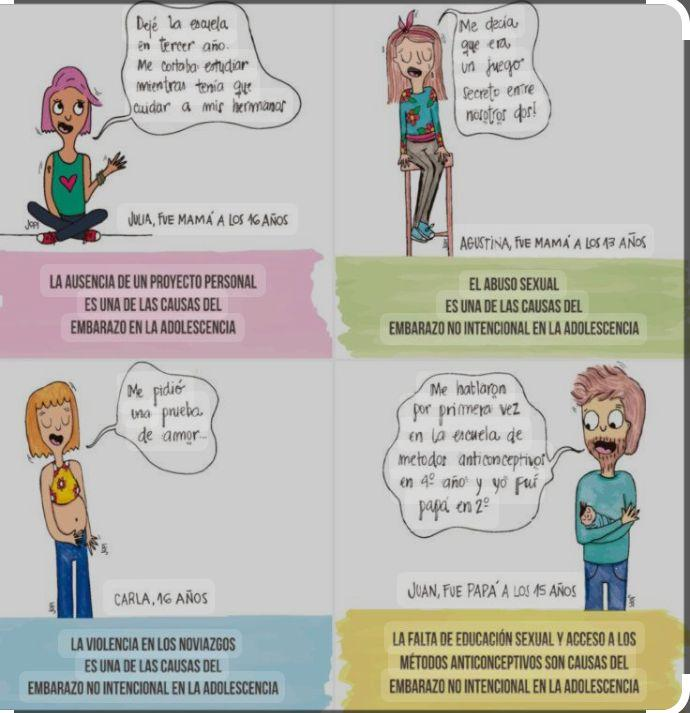 Dejé la escuela
en tercer año.
Me costaba estudiar
mientras tenía que
cuidar a mis hermanos
JULIA, FUE MAMÁ A LOS 16 AÑOS
LA AUSENCIA DE UN PROYECTO PERSONAL
ES UNA DE LAS CAUSAS DEL
EMBARAZO EN LA ADOLESCENCIA
Me decía
que era
un juego
secreto entre
nosotros dos!
AGUSTINA, FUE MAMÁ A LOS 13 AÑOS
EL ABUSO SEXUAL
ES UNA DE LAS CAUSAS DEL
EMBARAZO NO INTENCIONAL EN LA ADOLESCENCIA
Me pidió
una prueba
de amor...
CARLA, 16 AÑOS
LA VIOLENCIA EN LOS NOVIAZGOS
ES UNA DE LAS CAUSAS DEL
EMBARAZO NO INTENCIONAL EN LA ADOLESCENCIA
Me hablaron
por primera vez
en la escuela de
metodos anticonceptivos
en 4º año y yo fui
papá en 2º
JUAN, FUE PAPÁ A LOS 15 AÑOS
LA FALTA DE EDUCACIÓN SEXUAL Y ACCESO A LOS
MÉTODOS ANTICONCEPTIVOS SON CAUSAS DEL
EMBARAZO NO INTENCIONAL EN LA ADOLESCENCIA